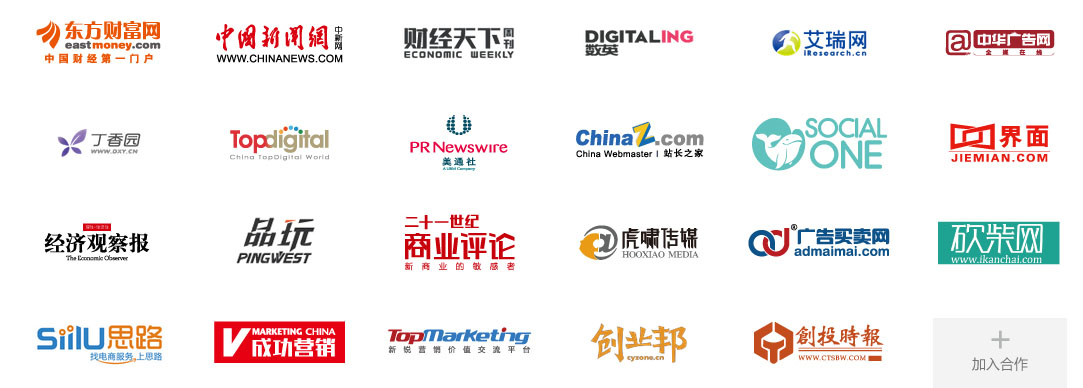 东方财富网
eastmoney.com
中国财经第一门户
中國新聞網
中新网
WWW.CHINANEWS.COM
财经天下
周刊
ECONOMIC WEEKLY
DIGITALING
数英
艾瑞网
iResearch.cn
@中华广告网
全媒在线
丁香园
WWW.DXY.CN
Topdigital
China TopDigital World
PR Newswire
美通社
ChinaZ.com
China Webmaster | 站长之家
SOCIAL
ONE
界面
JIEMIAN.COM
经济观察报
The Economic Observer
品玩
PINGWEST
二十一世纪
商业评论
新商业的敏感者
@虎啸传媒
HOOXIAO MEDIA
广告买卖网
®
admaimai.com
砍柴网
www.ikanchai.com
SiilU思路
找电商服务,上思路
V MARKETING CHINA
成功营销
TopMarketing
新锐营销价值交流平台
创业邦
cyzone.cn
創投時報
WWW.CTSBW.COM
+
加入合作